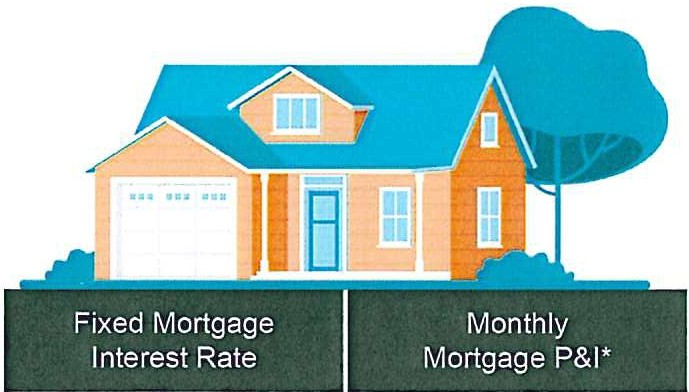 Fixed Mortgage
Interest Rate
Monthly
Mortgage P&I*